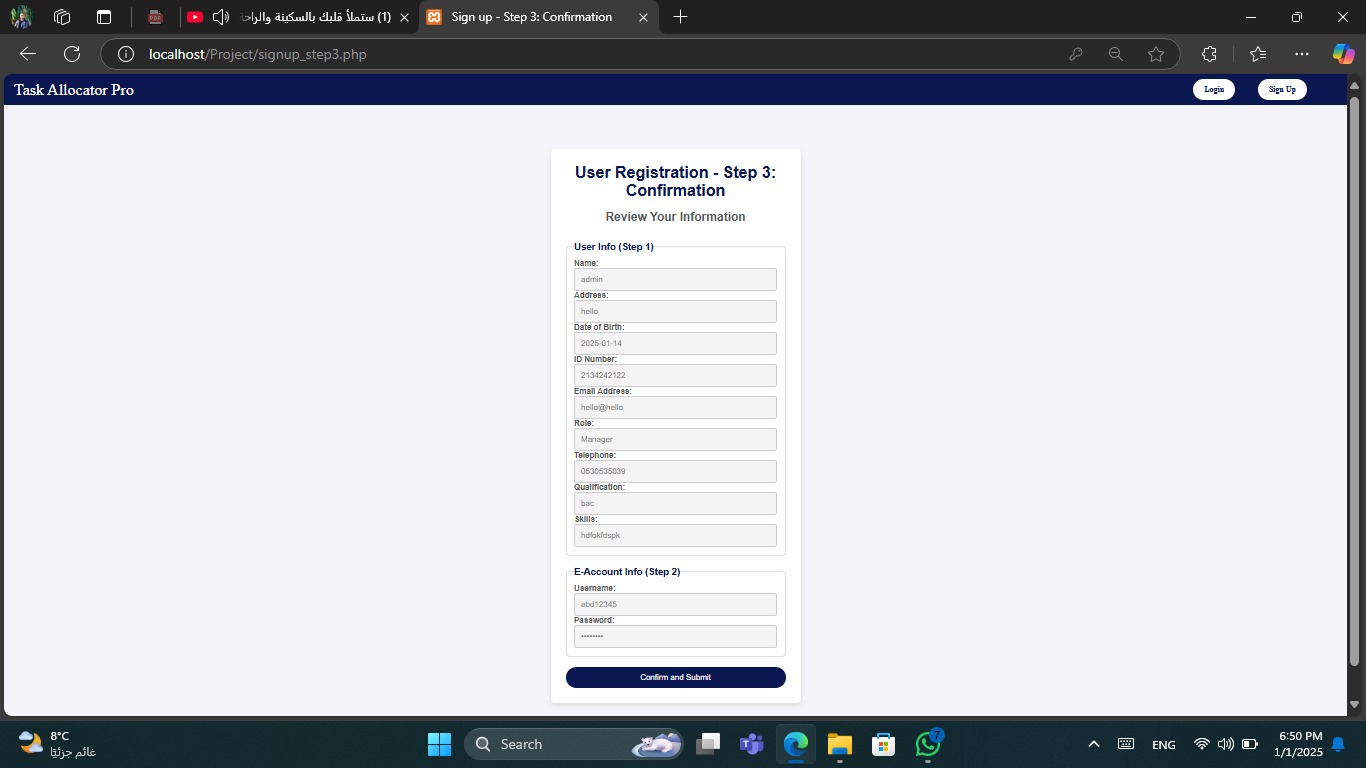 PDF
(1) ستملأ قلبك بالسكينة والراحة
Sign up - Step 3: Confirmation
localhost/Project/signup_step3.php
Task Allocator Pro
Login
Sign Up
User Registration - Step 3:
Confirmation
Review Your Information
User Info (Step 1)
Name:
admin
Address:
hello
Date of Birth:
2025-01-14
ID Number:
2134242122
Email Address:
hello@hello
Role:
Manager
Telephone:
0530535039
Qualification:
bac
Skills:
hdfokfdspk
E-Account Info (Step 2)
Username:
abd12345
Password:
••••••••
Confirm and Submit
8°C
غائم جزئيًا
Search
7
ENG
6:50 PM
1/1/2025